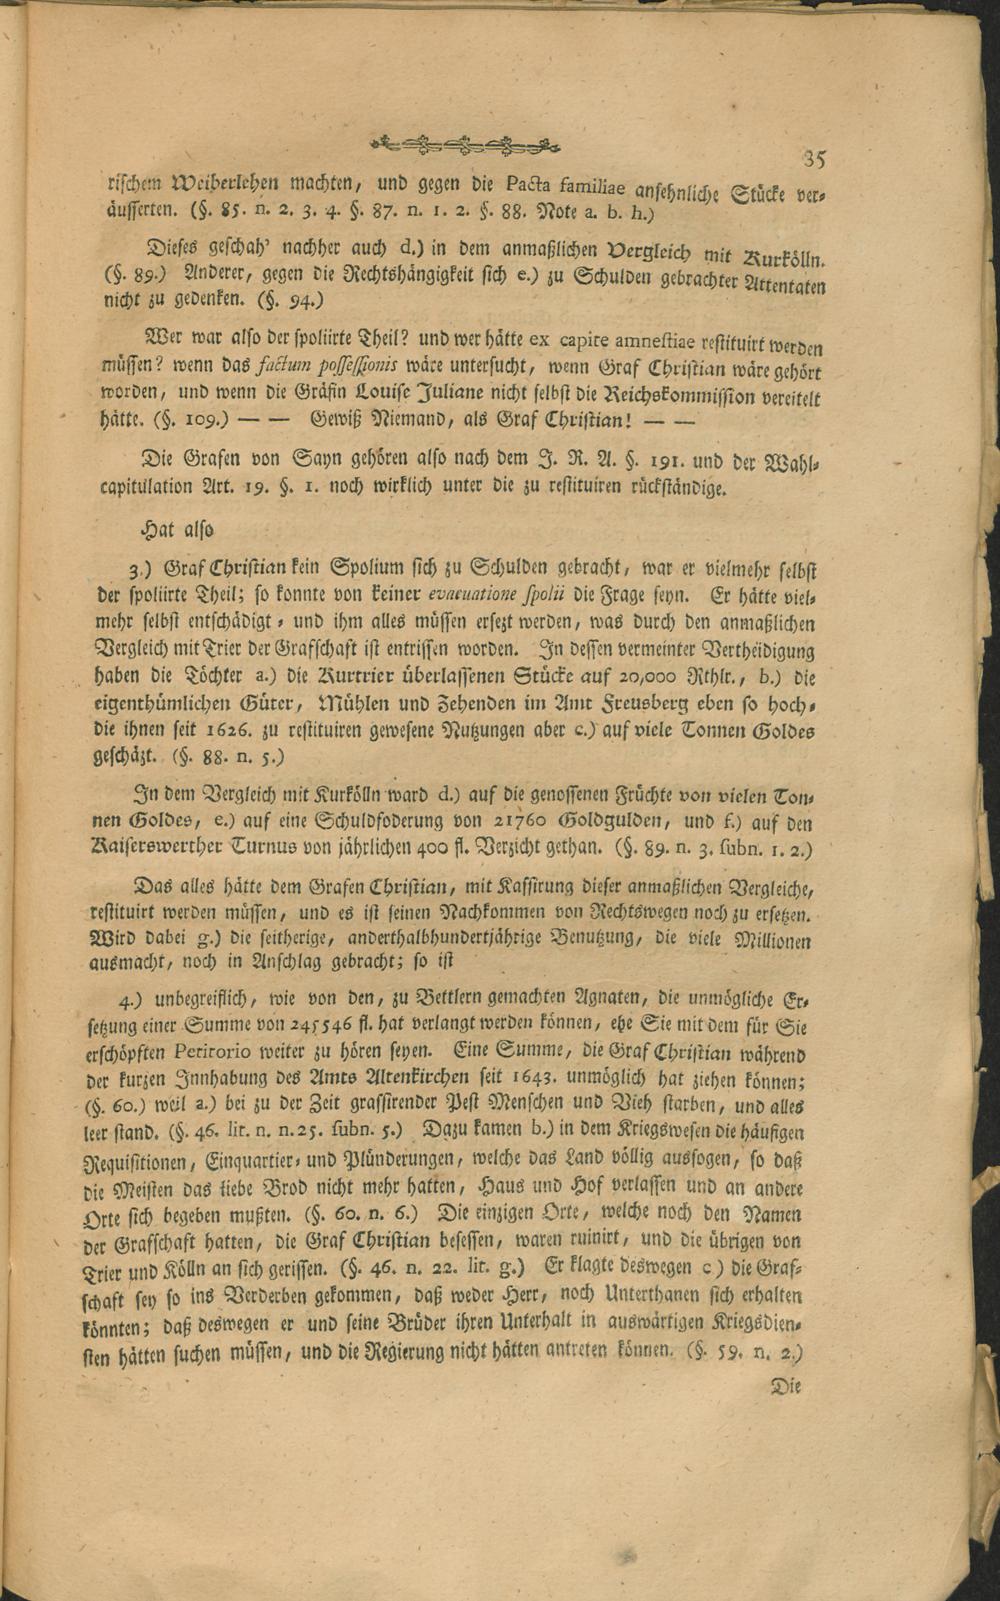 35
rischem Weiberlehen machten, und gegen die Pacta familiae ansehnliche Stücke ver-
äusserten. (§. 85. n. 2. 3. 4. §. 87. n. 1. 2. §. 88. Note a. b. h.)
Dieses geschah' nachher auch d.) in dem anmaßlichen Vergleich mit Kurkölln.
(§. 89.) Anderer, gegen die Rechtshängigkeit sich e.) zu Schulden gebrachter Attentaten
nicht zu gedenken. (§. 94.)
Wer war also der spoliirte Theil? und wer hätte ex capite amnestiae restituirt werden
müssen? wenn das factum possessionis wäre untersucht, wenn Graf Christian wäre gehört
worden, und wenn die Gräfin Louise Juliane nicht selbst die Reichskommission vereitelt
hätte. (§. 109.) — — Gewiß Niemand, als Graf Christian! — —
Die Grafen von Sayn gehören also nach dem J. R. A. §. 191. und der Wahl-
capitulation Art. 19. §. 1. noch wirklich unter die zu restituiren rückständige.
Hat also
3.) Graf Christian kein Spolium sich zu Schulden gebracht, war er vielmehr selbst
der spoliirte Theil; so konnte von keiner evacuatione spolii die Frage seyn. Er hätte viel-
mehr selbst entschädigt - und ihm alles müssen ersezt werden, was durch den anmaßlichen
Vergleich mit Trier der Grafschaft ist entrissen worden. In dessen vermeinter Vertheidigung
haben die Töchter a.) die Kurtrier überlassenen Stücke auf 20,000 Rthlr., b.) die
eigenthümlichen Güter, Mühlen und Zehenden im Amt Freusberg eben so hoch-
die ihnen seit 1626. zu restituiren gewesene Nutzungen aber c.) auf viele Tonnen Goldes
geschäzt. (§. 88. n. 5.)
In dem Vergleich mit Kurkölln ward d.) auf die genossenen Früchte von vielen Ton-
nen Goldes, e.) auf eine Schuldfoderung von 21760 Goldgulden, und f.) auf den
Kaiserswerther Turnus von jährlichen 400 fl. Verzicht gethan. (§. 89. n. 3. subn. 1. 2.)
Das alles hätte dem Grafen Christian, mit Kassirung dieser anmaßlichen Vergleiche,
restituirt werden müssen, und es ist seinen Nachkommen von Rechtswegen noch zu ersetzen.
Wird dabei g.) die seitherige, anderthalbhundertjährige Benutzung, die viele Millionen
ausmacht, noch in Anschlag gebracht; so ist
4.) unbegreiflich, wie von den, zu Bettlern gemachten Agnaten, die unmögliche Er-
setzung einer Summe von 245546 fl. hat verlangt werden können, ehe Sie mit dem für Sie
erschöpften Petitorio weiter zu hören seyen. Eine Summe, die Graf Christian während
der kurzen Innhabung des Amts Altenkirchen seit 1643. unmöglich hat ziehen können;
(§. 60.) weil a.) bei zu der Zeit grassirender Pest Menschen und Vieh starben, und alles
leer stand. (§. 46. lit. n. n. 25. subn. 5.) Dazu kamen b.) in dem Kriegswesen die häufigen
Requisitionen, Einquartier- und Plünderungen, welche das Land völlig aussogen, so daß
die Meisten das liebe Brod nicht mehr hatten, Haus und Hof verlassen und an andere
Orte sich begeben mußten. (§. 60. n. 6.) Die einzigen Orte, welche noch den Namen
der Grafschaft hatten, die Graf Christian besessen, waren ruinirt, und die übrigen von
Trier und Kölln an sich gerissen. (§. 46. n. 22. lit. g.) Er klagte deswegen c) die Graf-
schaft sey so ins Verderben gekommen, daß weder Herr, noch Unterthanen sich erhalten
könnten; daß deswegen er und seine Brüder ihren Unterhalt in auswärtigen Kriegsdien-
sten hätten suchen müssen, und die Regierung nicht hätten antreten können. (§. 59. n. 2.)
Die